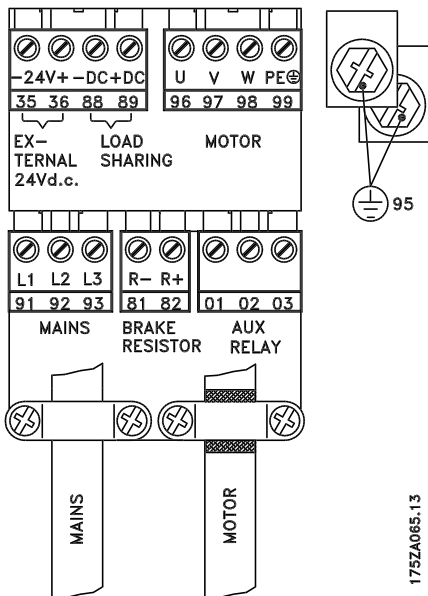 -24V+ -DC+DC
35 36 88 89
EX-
TERNAL
24Vd.c.
LOAD
SHARING
U V W PE
96 97 98 99
MOTOR
95
L1 L2 L3
91 92 93
MAINS
R- R+
81 82
BRAKE
RESISTOR
01 02 03
AUX
RELAY
MAINS
MOTOR
175ZA065.13